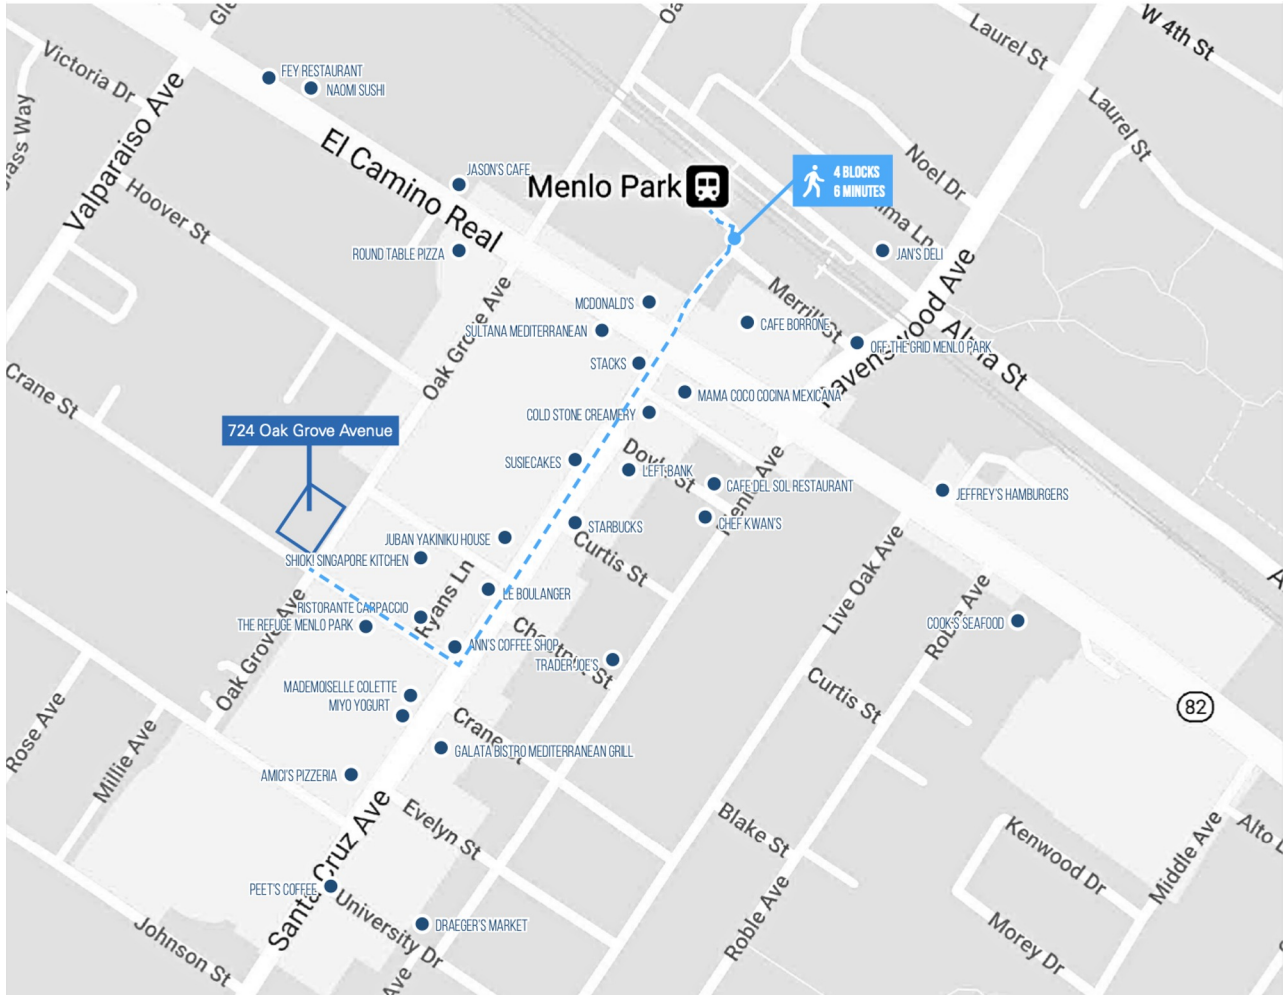 W 4th St
Laurel St
Victoria Dr
FEY RESTAURANT
NAOMI SUSHI
Valparaiso Ave
El Camino Real
Laurel St
Noel Dr
JASON'S CAFE
Menlo Park
4 BLOCKS
6 MINUTES
Hoover St
ROUND TABLE PIZZA
JAN'S DELI
Ravenswood Ave
MCDONALD'S
Merrill St
CAFE BORRONE
SULTANA MEDITERRANEAN
OFF THE GRID MENLO PARK
Alma St
Oak Grove Ave
STACKS
Crane St
MAMA COCO COCINA MEXICANA
COLD STONE CREAMERY
724 Oak Grove Avenue
SUSIECAKES
LEFT BANK
CAFE DEL SOL RESTAURANT
JEFFREY'S HAMBURGERS
STARBUCKS
CHEF KWAN'S
JUBAN YAKINIKU HOUSE
Curtis St
SHIOK! SINGAPORE KITCHEN
Live Oak Ave
Ryans Ln
LE BOULANGER
RISTORANTE CARPACCIO
THE REFUGE MENLO PARK
Roble Ave
COOK'S SEAFOOD
Oak Grove Ave
ANN'S COFFEE SHOP
TRADER JOE'S
MADEMOISELLE COLETTE
MIYO YOGURT
Curtis St
82
Rose Ave
Millie Ave
Crane St
GALATA BISTRO MEDITERRANEAN GRILL
AMICI'S PIZZERIA
Evelyn St
Blake St
Kenwood Dr
Middle Ave
Alto
Santa Cruz Ave
PEET'S COFFEE
University Dr
DRAEGER'S MARKET
Roble Ave
Morey Dr
Johnson St
Ave